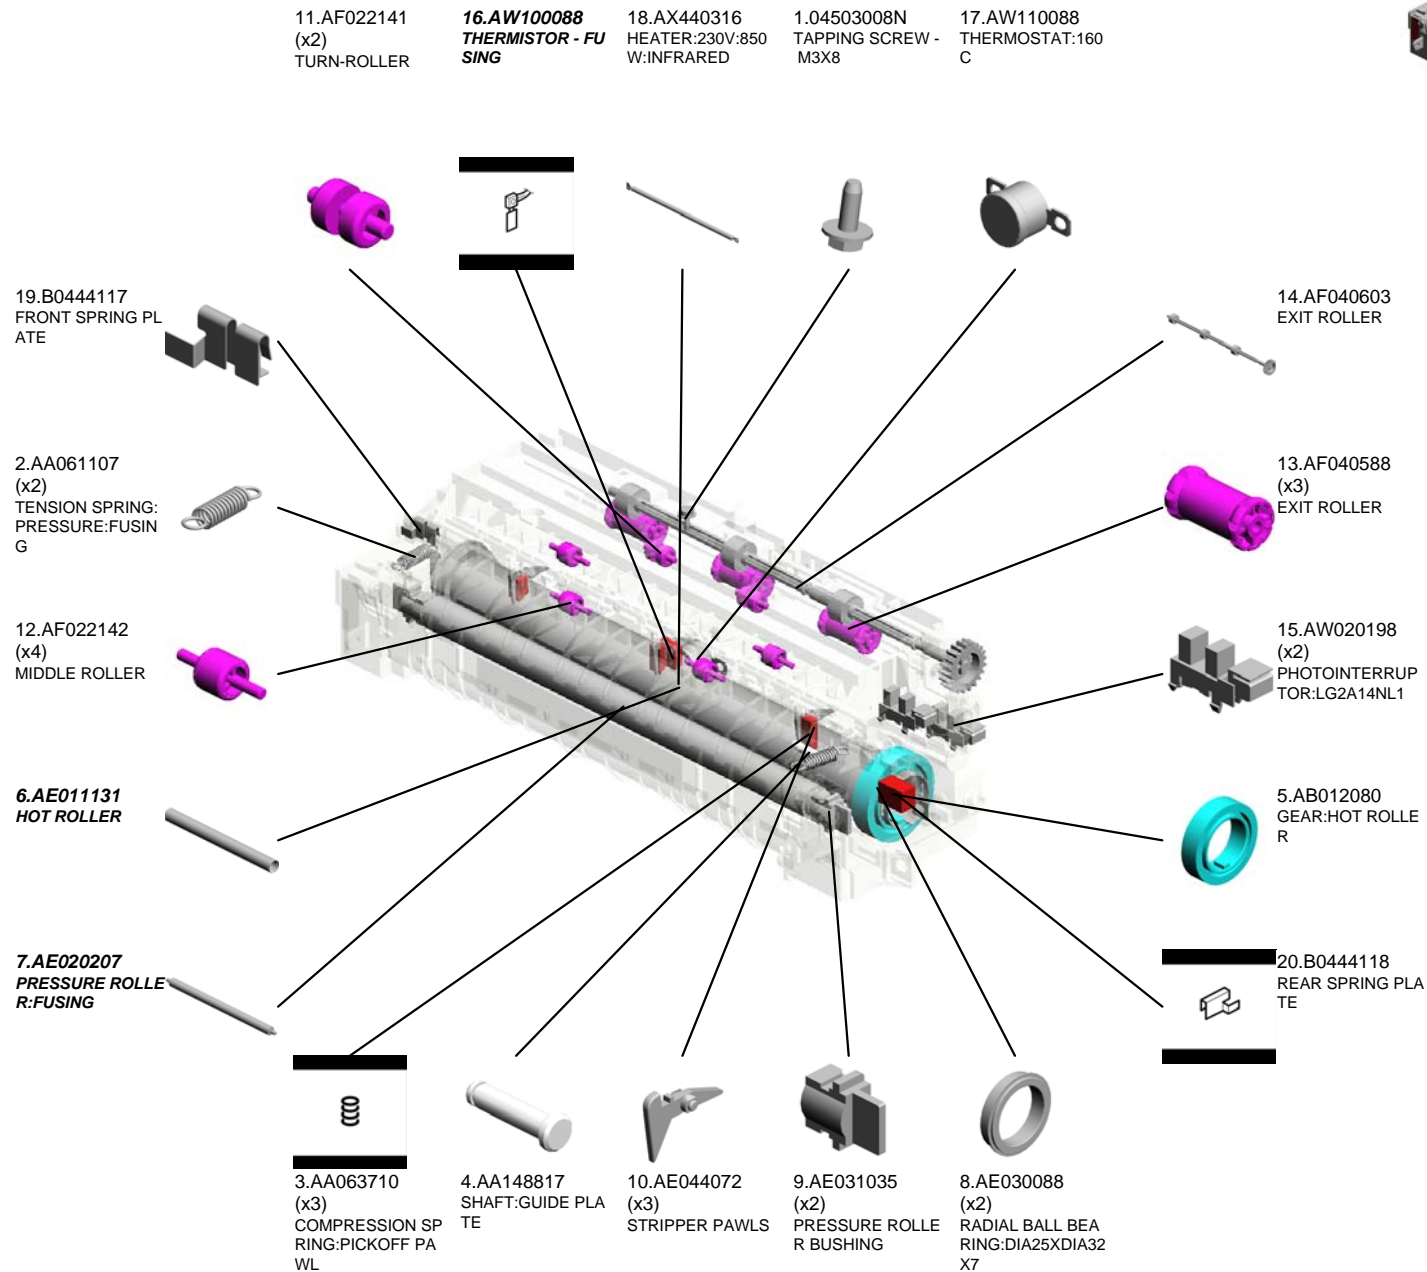 11.AF022141
(x2)
TURN-ROLLER
16.AW100088
THERMISTOR - FU
SING
18.AX440316
HEATER:230V:850
W:INFRARED
1.04503008N
TAPPING SCREW -
M3X8
17.AW110088
THERMOSTAT:160
C
19.B0444117
FRONT SPRING PL
ATE
14.AF040603
EXIT ROLLER
2.AA061107
(x2)
TENSION SPRING:
PRESSURE:FUSIN
G
13.AF040588
(x3)
EXIT ROLLER
12.AF022142
(x4)
MIDDLE ROLLER
15.AW020198
(x2)
PHOTOINTERRUP
TOR:LG2A14NL1
6.AE011131
HOT ROLLER
5.AB012080
GEAR:HOT ROLLE
R
7.AE020207
PRESSURE ROLLE
R:FUSING
20.B0444118
REAR SPRING PLA
TE
3.AA063710
(x3)
COMPRESSION SP
RING:PICKOFF PA
WL
4.AA148817
SHAFT:GUIDE PLA
TE
10.AE044072
(x3)
STRIPPER PAWLS
9.AE031035
(x2)
PRESSURE ROLLE
R BUSHING
8.AE030088
(x2)
RADIAL BALL BEA
RING:DIA25XDIA32
X7